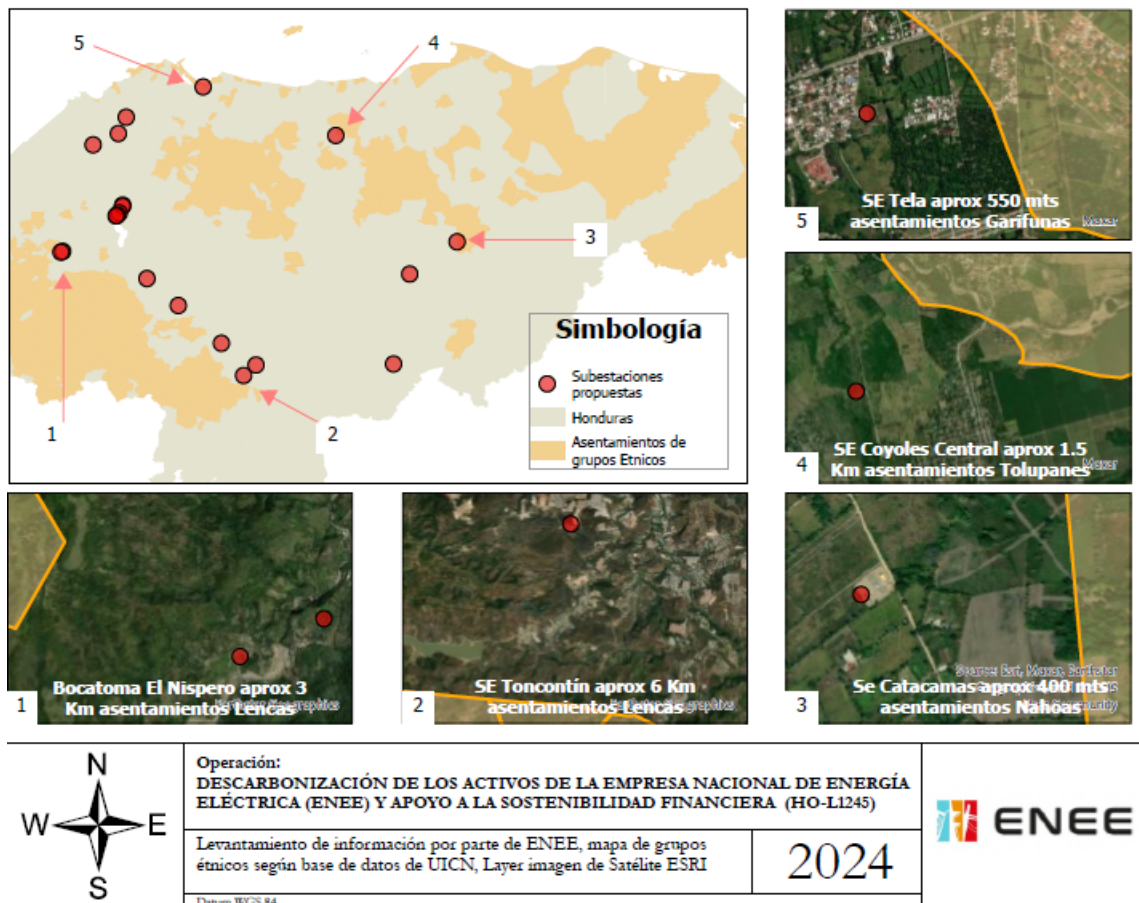 5
4
3
1
2
Simbología
Subestaciones
propuestas
Honduras
Asentamientos de
grupos Etnicos
SE Tela aprox 550 mts
asentamientos Garífunas
Maxar
5
SE Coyoles Central aprox 1.5
Km asentamientos Tolupanes
Maxar
4
Bocatoma El Nispero aprox 3
Km asentamientos Lencas
1
SE Toncontín aprox 6 Km
asentamientos Lencas
2
Source: Esri, Maxar, Earthstar
Se Catacamas aprox 400 mts
asentamientos Nahoas
3
N
W E
S
Operación:
DESCARBONIZACIÓN DE LOS ACTIVOS DE LA EMPRESA NACIONAL DE ENERGÍA
ELÉCTRICA (ENEE) Y APOYO A LA SOSTENIBILIDAD FINANCIERA (HO-L1245)
Levantamiento de información por parte de ENEE, mapa de grupos
étnicos según base de datos de UICN, Layer imagen de Satélite ESRI
2024
ENEE
Datum WGS 84